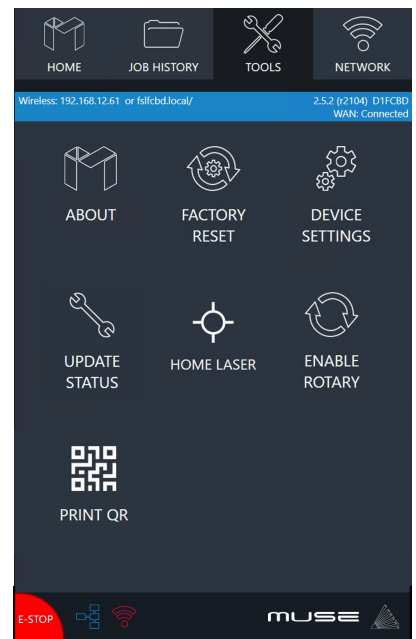 HOME
JOB HISTORY
TOOLS
NETWORK
Wireless: 192.168.12.61 or fslfcbd.local/
2.5.2 (r2104) D1FCBD
WAN: Connected
ABOUT
FACTORY
RESET
DEVICE
SETTINGS
UPDATE
STATUS
HOME LASER
ENABLE
ROTARY
PRINT QR
E-STOP
muse